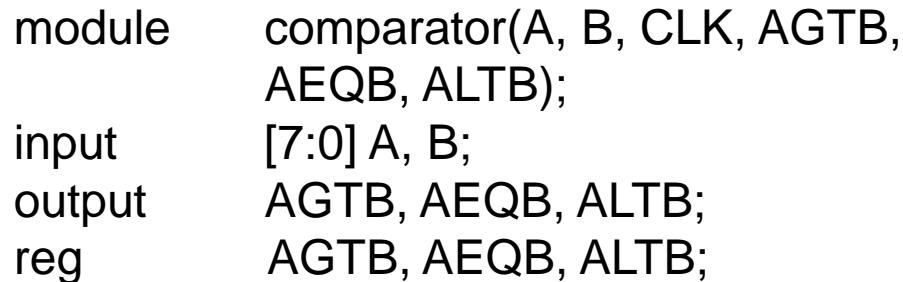 module comparator(A, B, CLK, AGTB,
AEQB, ALTB);
input [7:0] A, B;
output AGTB, AEQB, ALTB;
reg AGTB, AEQB, ALTB;